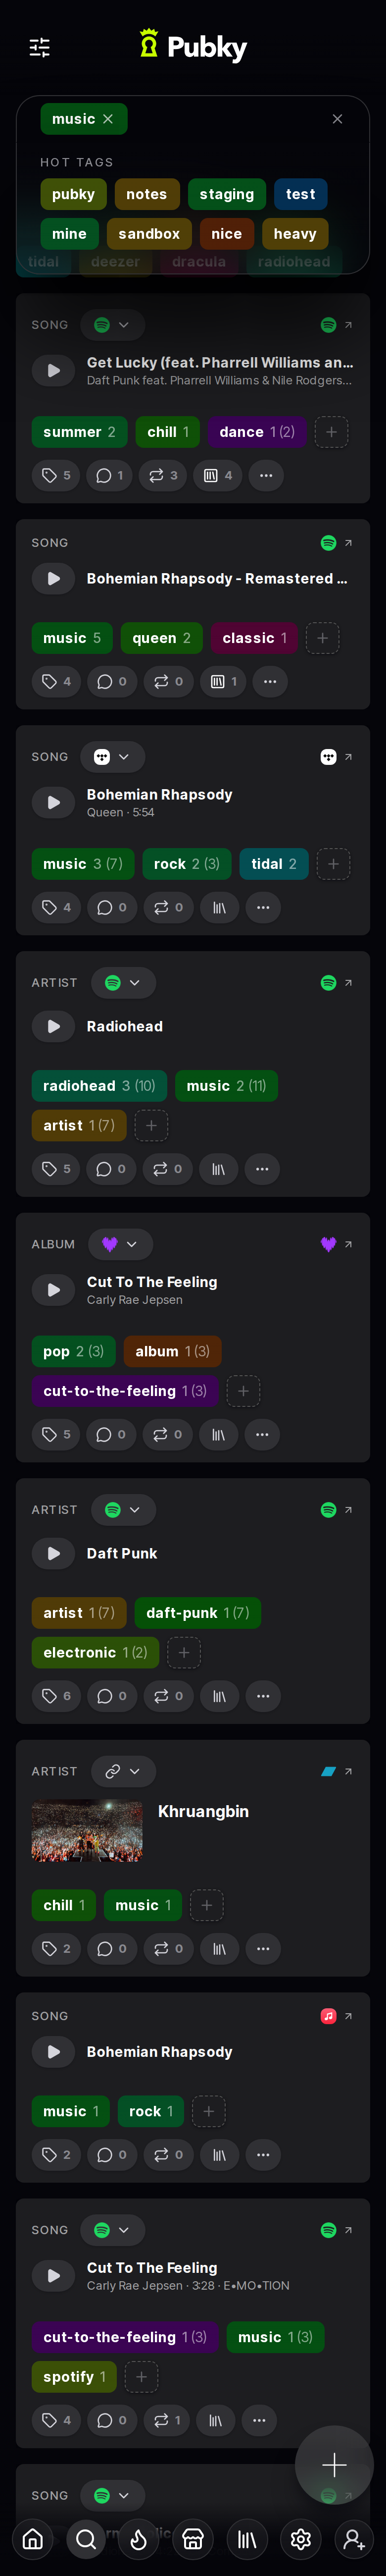 Pubky
music
HOT TAGS
pubky notes staging test
mine sandbox nice heavy
tidal deezer dracula radiohead
SONG
Get Lucky (feat. Pharrell Williams an...
Daft Punk feat. Pharrell Williams & Nile Rodgers...
summer 2 chill 1 dance 1 (2)
5 1 3 4
SONG
Bohemian Rhapsody - Remastered ...
music 5 queen 2 classic 1
4 0 0 1
SONG
Bohemian Rhapsody
Queen · 5:54
music 3 (7) rock 2 (3) tidal 2
4 0 0
ARTIST
Radiohead
radiohead 3 (10) music 2 (11)
artist 1 (7)
5 0 0
ALBUM
Cut To The Feeling
Carly Rae Jepsen
pop 2 (3) album 1 (3)
cut-to-the-feeling 1 (3)
5 0 0
ARTIST
Daft Punk
artist 1 (7) daft-punk 1 (7)
electronic 1 (2)
6 0 0
ARTIST
Khruangbin
chill 1 music 1
2 0 0
SONG
Bohemian Rhapsody
music 1 rock 1
2 0 0
SONG
Cut To The Feeling
Carly Rae Jepsen · 3:28 · E•MO•TION
cut-to-the-feeling 1 (3) music 1 (3)
spotify 1
4 0 1
SONG